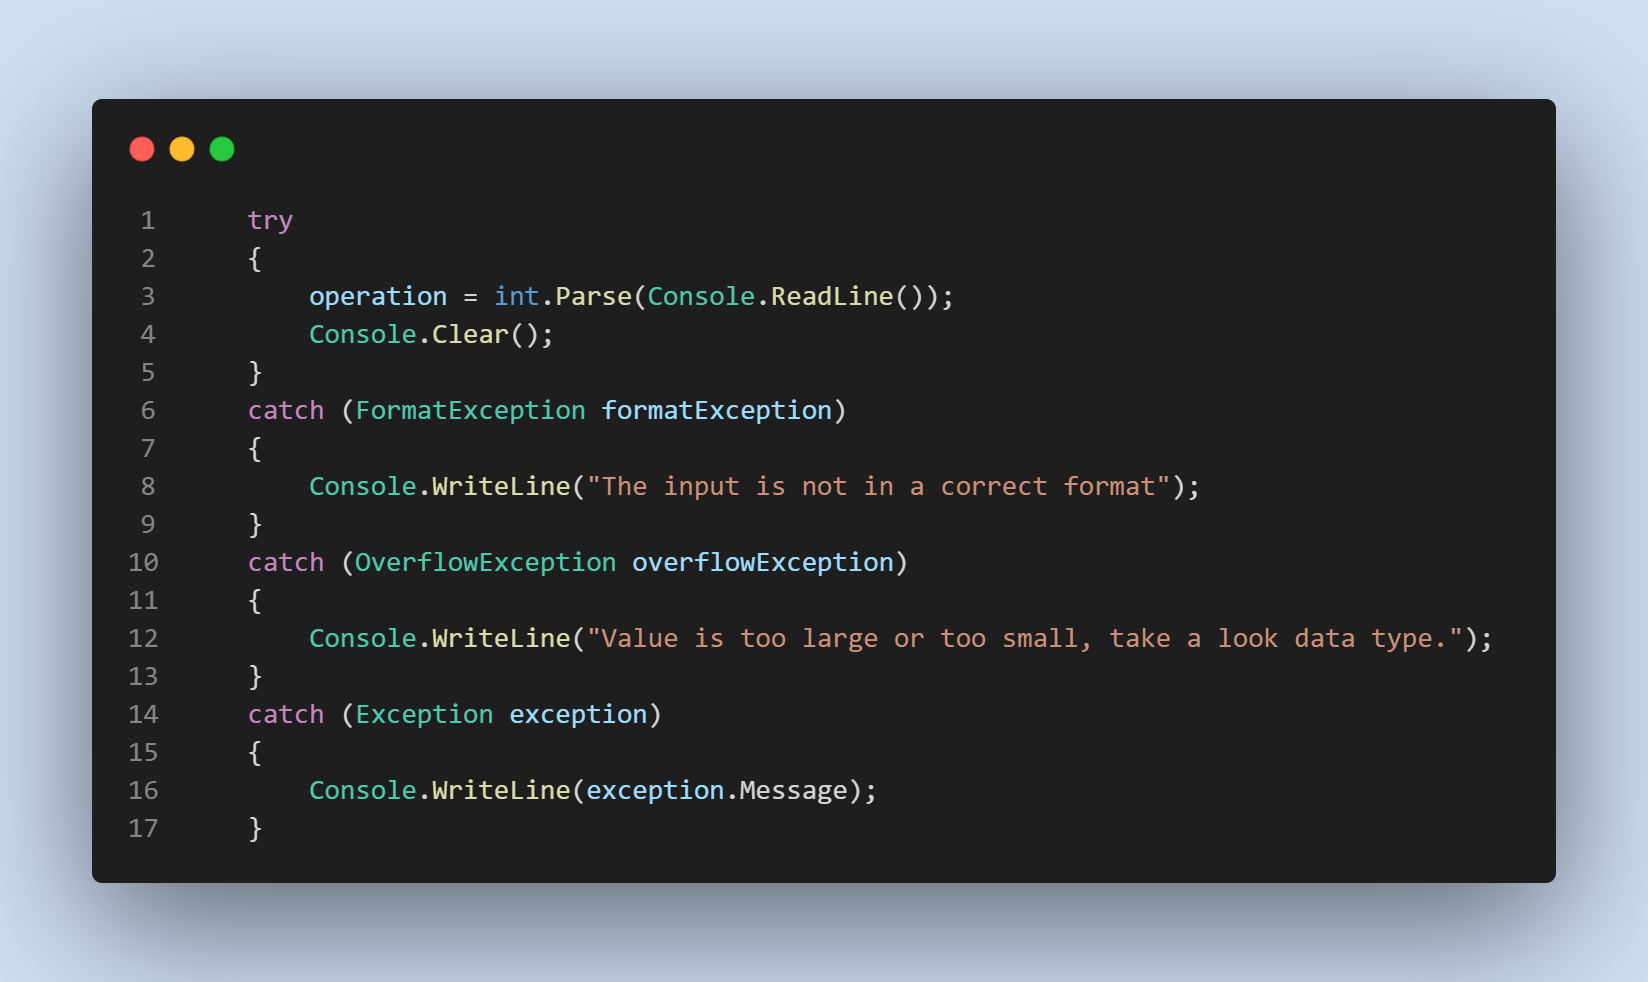 1 try
2 {
3 operation = int.Parse(Console.ReadLine());
4 Console.Clear();
5 }
6 catch (FormatException formatException)
7 {
8 Console.WriteLine("The input is not in a correct format");
9 }
10 catch (OverflowException overflowException)
11 {
12 Console.WriteLine("Value is too large or too small, take a look data type.");
13 }
14 catch (Exception exception)
15 {
16 Console.WriteLine(exception.Message);
17 }